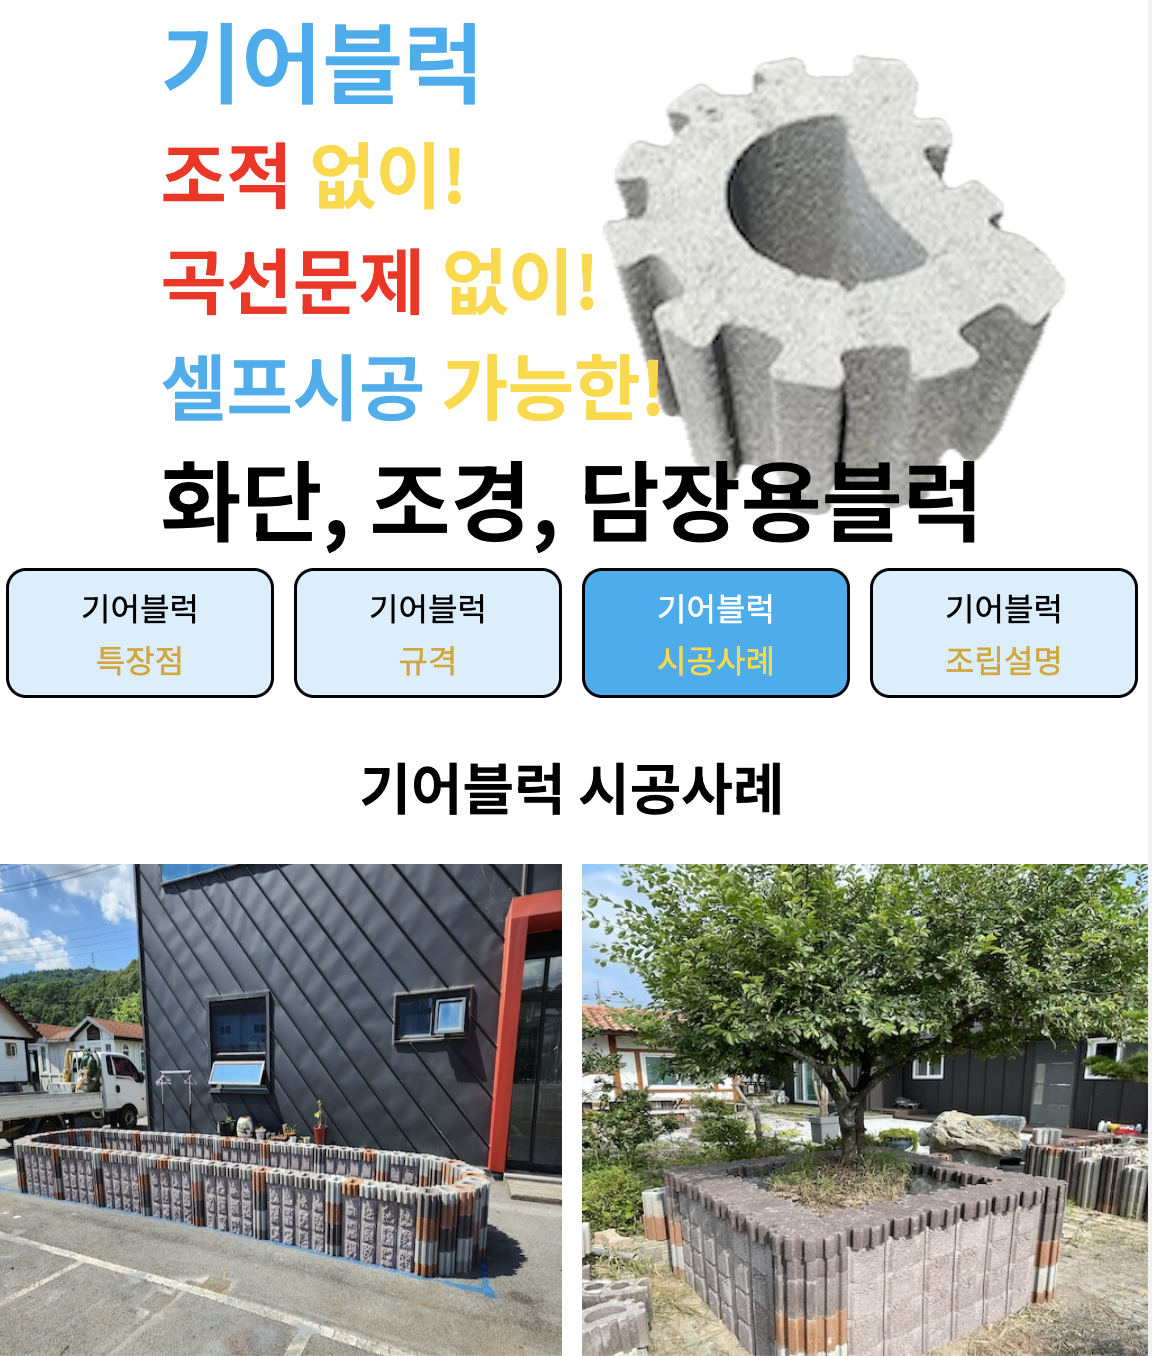 기어블럭
조적 없이!
곡선문제 없이!
셀프시공 가능한!
화단, 조경, 담장용블럭
기어블럭
특장점
기어블럭
규격
기어블럭
시공사례
기어블럭
조립설명
기어블럭 시공사례